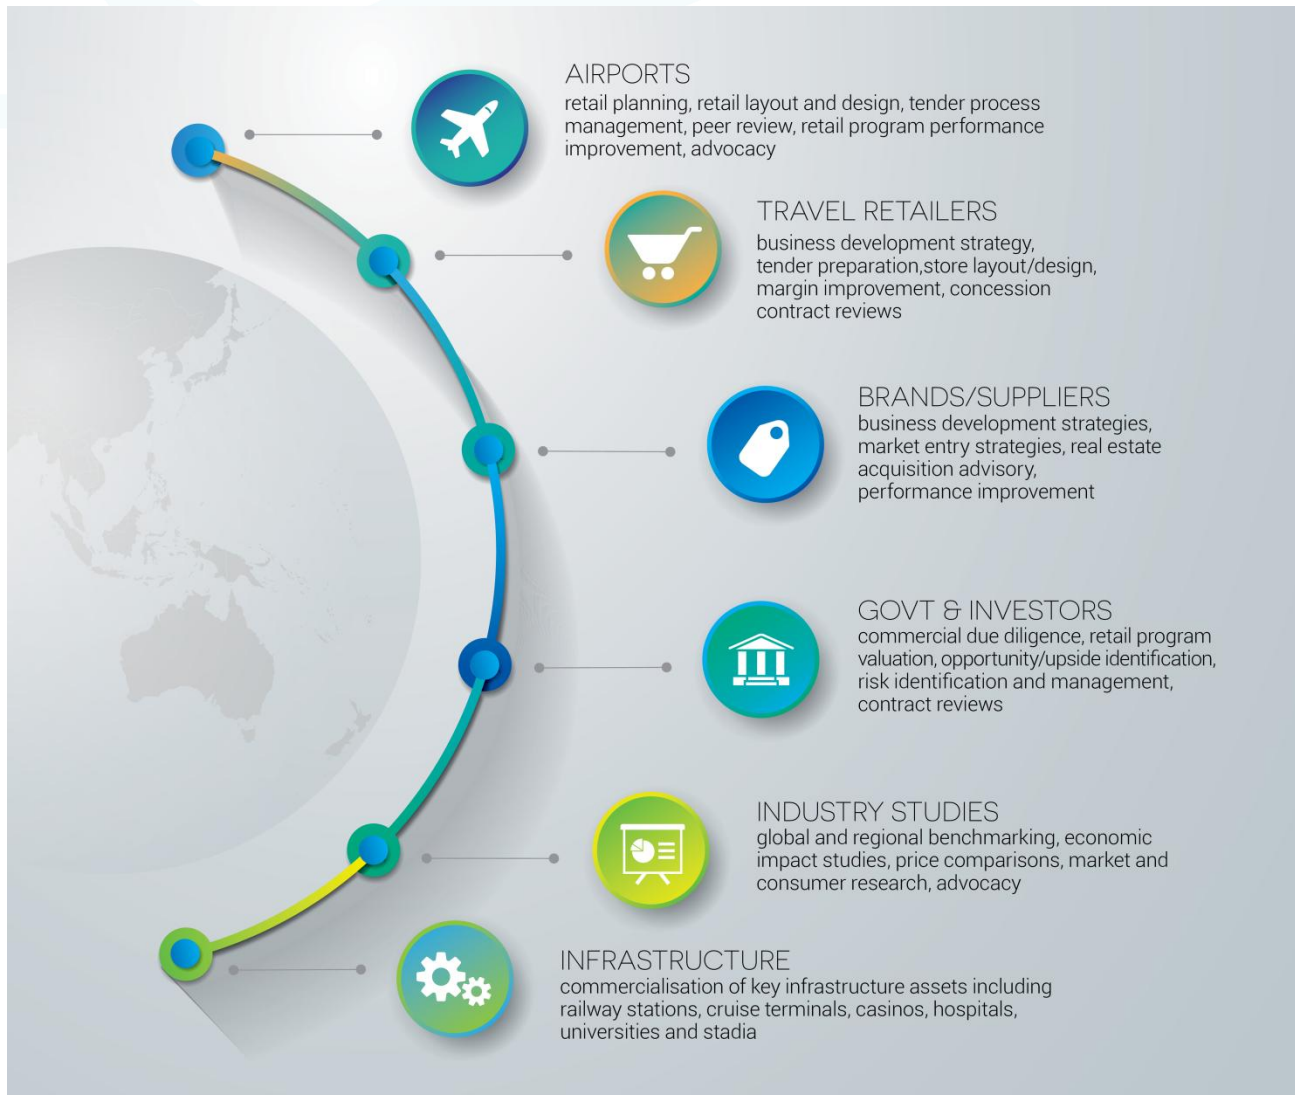 AIRPORTS
retail planning, retail layout and design, tender process
management, peer review, retail program performance
improvement, advocacy
TRAVEL RETAILERS
business development strategy,
tender preparation,store layout/design,
margin improvement, concession
contract reviews
BRANDS/SUPPLIERS
business development strategies,
market entry strategies, real estate
acquisition advisory,
performance improvement
GOVT & INVESTORS
commercial due diligence, retail program
valuation, opportunity/upside identification,
risk identification and management,
contract reviews
INDUSTRY STUDIES
global and regional benchmarking, economic
impact studies, price comparisons, market and
consumer research, advocacy
INFRASTRUCTURE
commercialisation of key infrastructure assets including
railway stations, cruise terminals, casinos, hospitals,
universities and stadia